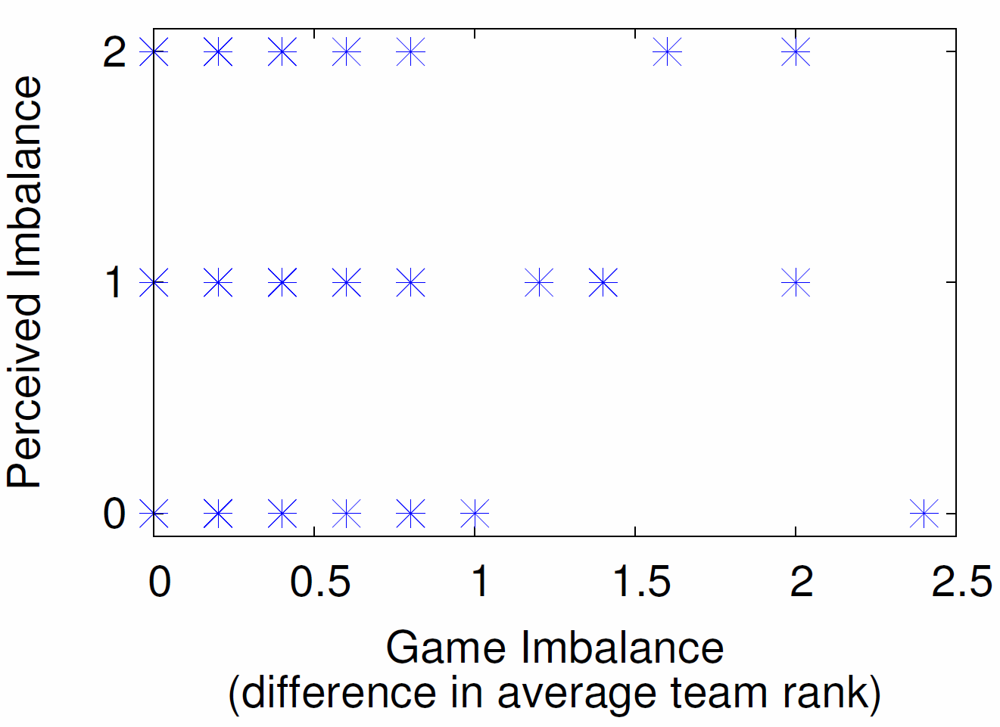 Perceived Imbalance
2
1
0
0 0.5 1 1.5 2 2.5
Game Imbalance
(difference in average team rank)